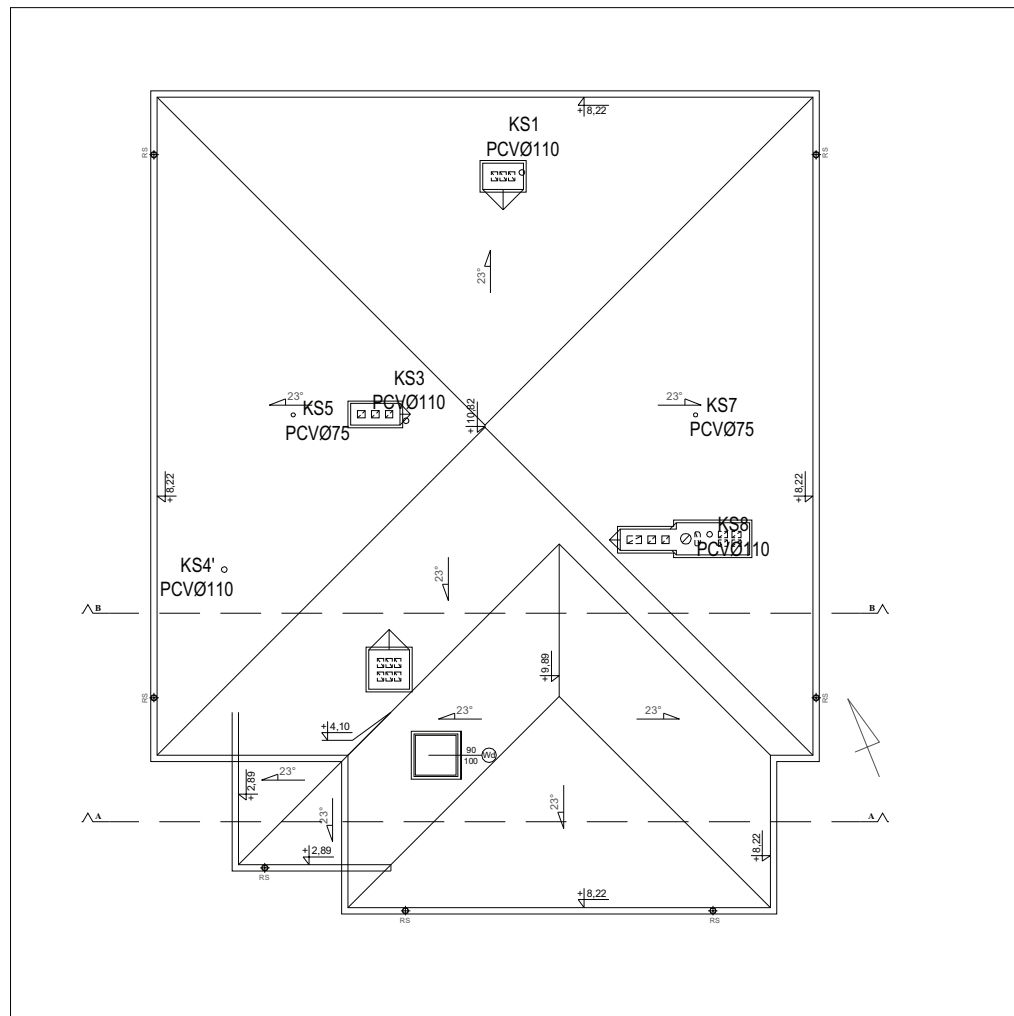 +8,22
KS1
PCVØ110
RS
RS
23°
KS3
PCVØ110
23°
KS5
PCVØ75
+10,82
23°
KS7
PCVØ75
+8,22
+8,22
KS8
PCVØ110
KS4'
PCVØ110
23°
B
B
+9,89
RS
RS
+4,10
23°
23°
90
100
Wd
23°
+2,89
23°
23°
A
A
+2,89
+8,22
RS
+8,22
RS
RS